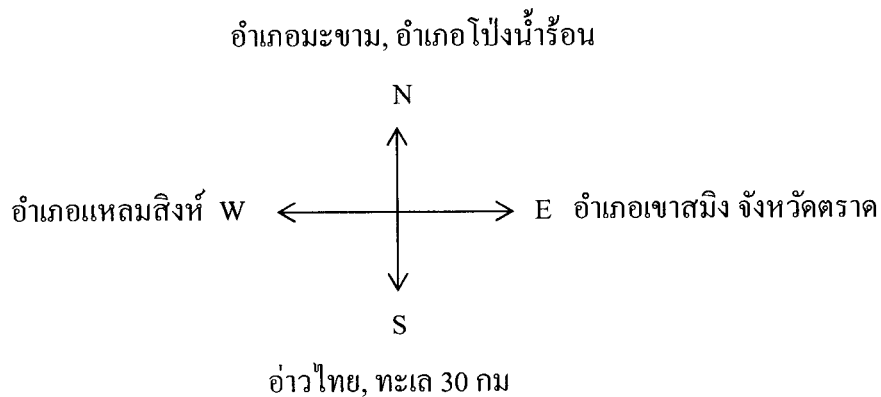 อำเภอมะขาม, อำเภอโป่งน้ำร้อน
N
อำเภอแหลมสิงห์ W E อำเภอเขาสมิง จังหวัดตราด
S
อ่าวไทย, ทะเล 30 กม